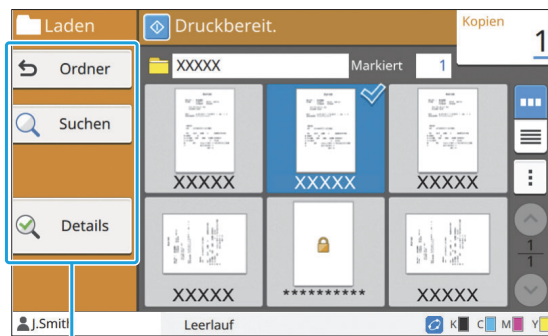 Laden
Druckbereit.
Kopien
1
Ordner
XXXXX
Markiert 1
Suchen
XXXXX
XXXXX
XXXXX
Details
1
1
XXXXX
**********
XXXXX
J.Smith
Leerlauf
K C M Y